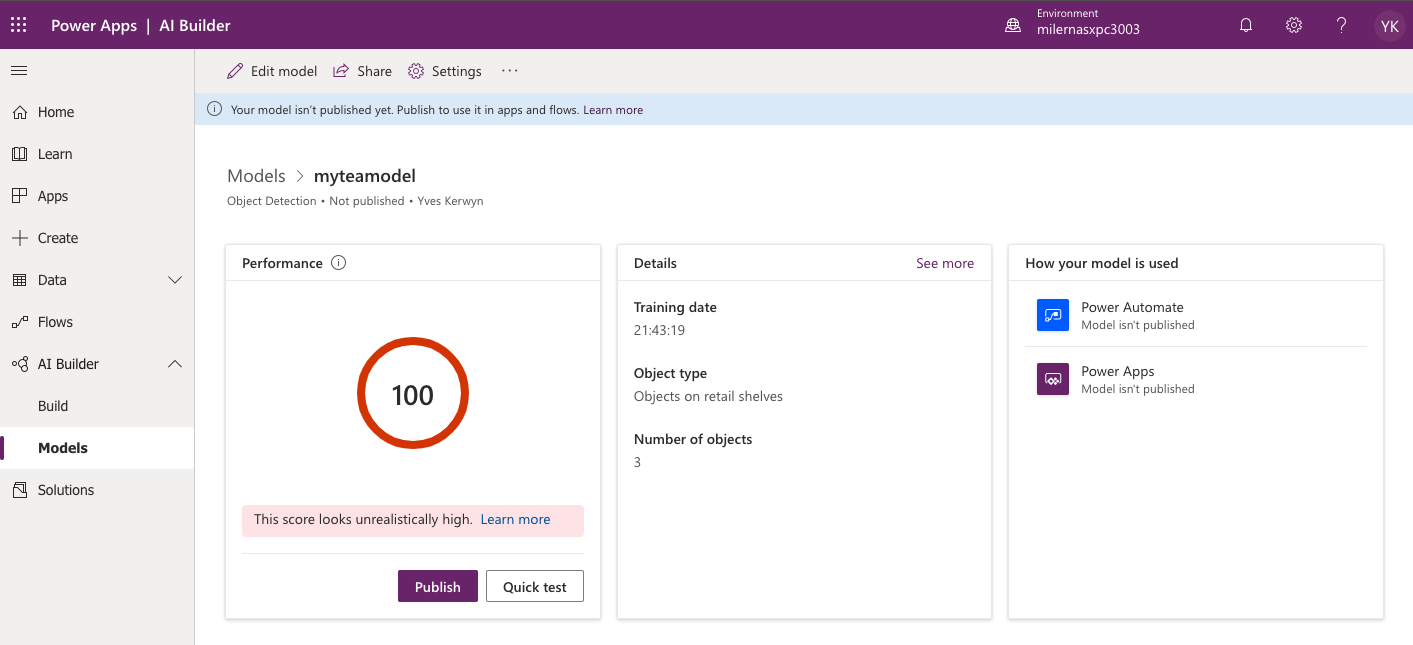 Power Apps | AI Builder
Environment
milernasxpc3003
?
YK
Home
Learn
Apps
Create
Data
Flows
AI Builder
Build
Models
Solutions
Edit model
Share
Settings
...
Your model isn't published yet. Publish to use it in apps and flows. Learn more
Models > myteamodel
Object Detection • Not published • Yves Kerwyn
Performance
100
This score looks unrealistically high. Learn more
Publish
Quick test
Details
See more
Training date
21:43:19
Object type
Objects on retail shelves
Number of objects
3
How your model is used
Power Automate
Model isn't published
Power Apps
Model isn't published